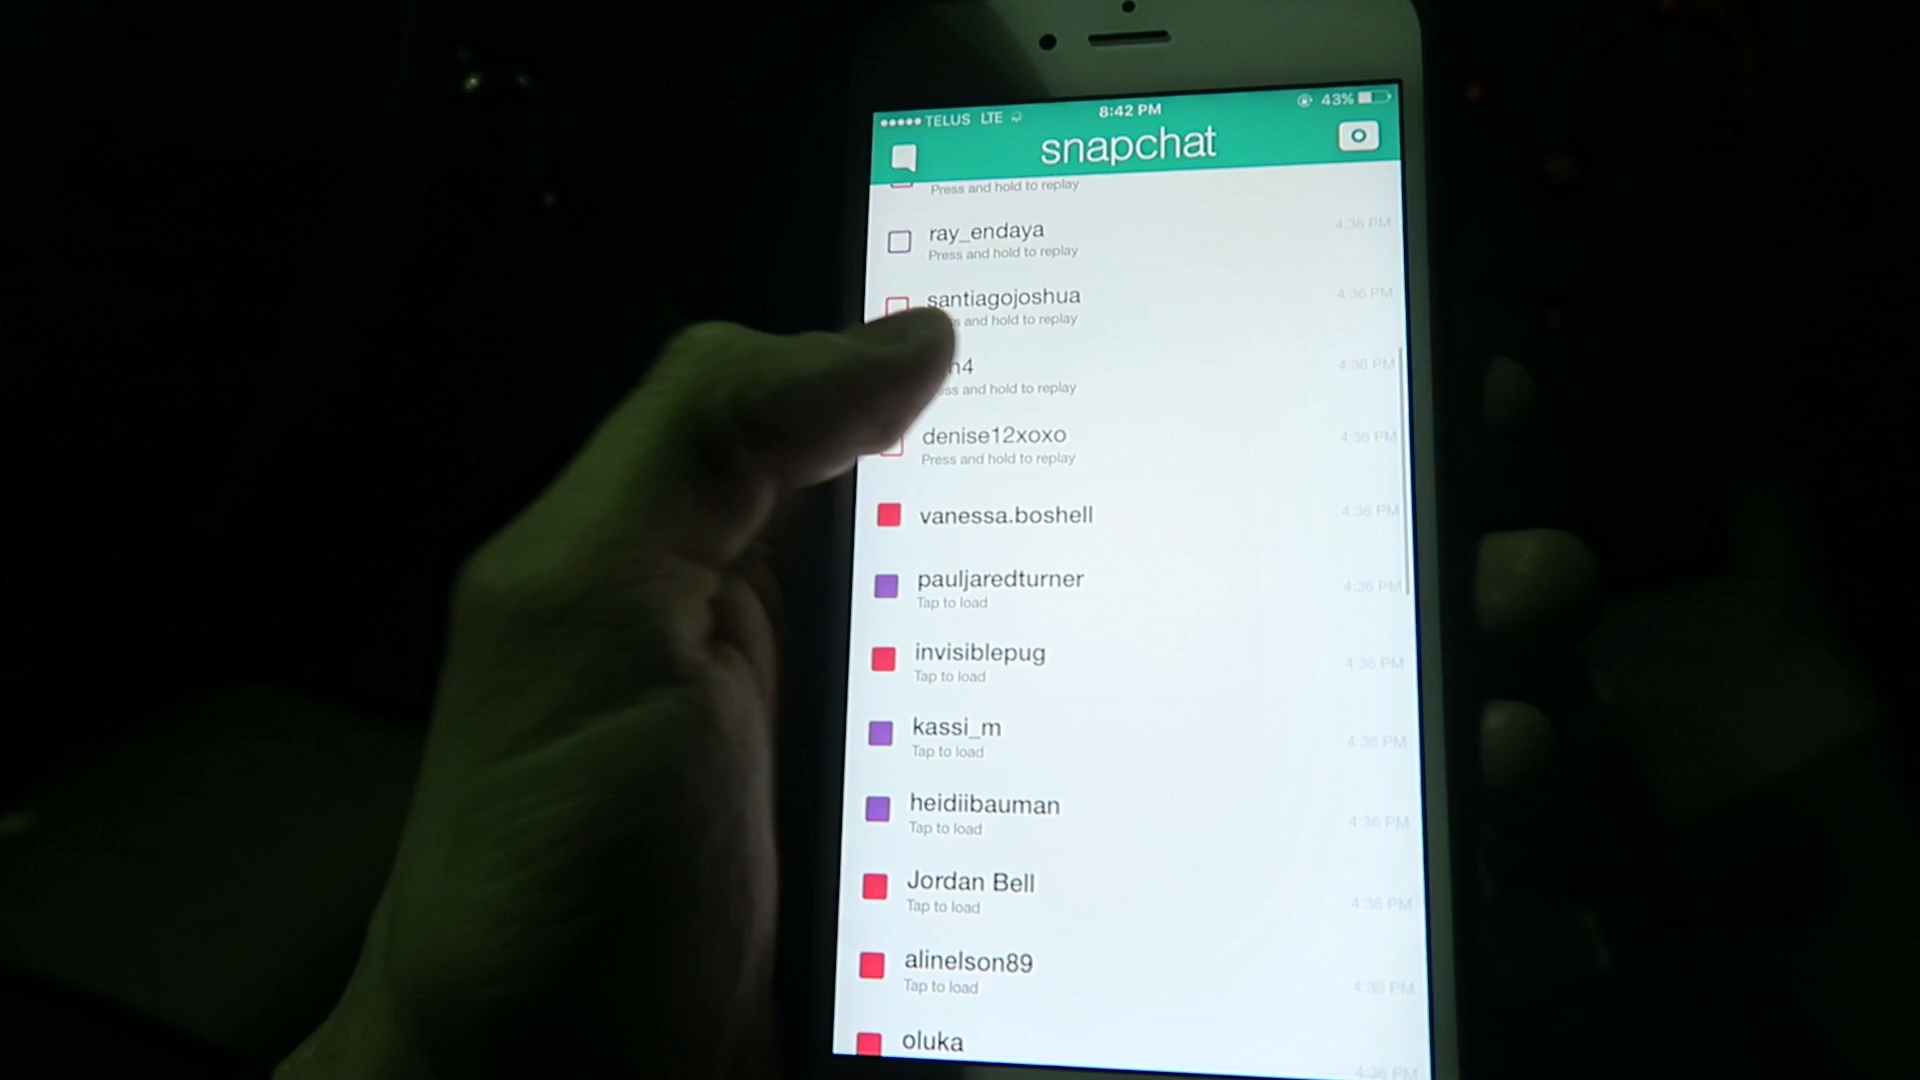 TELUS LTE 8:42 PM 43%
snapchat
Press and hold to replay
ray_endaya 4:36 PM
Press and hold to replay
santiagojoshua 4:36 PM
and hold to replay
4:36 PM
and hold to replay
denise12xoxo 4:36 PM
Press and hold to replay
vanessa.boshell 4:36 PM
pauljaredturner 4:36 PM
Tap to load
invisiblepug 4:36 PM
Tap to load
kassi_m 4:36 PM
Tap to load
heidiibauman 4:36 PM
Tap to load
Jordan Bell 4:36 PM
Tap to load
alinelson89 4:36 PM
Tap to load
oluka 4:36 PM